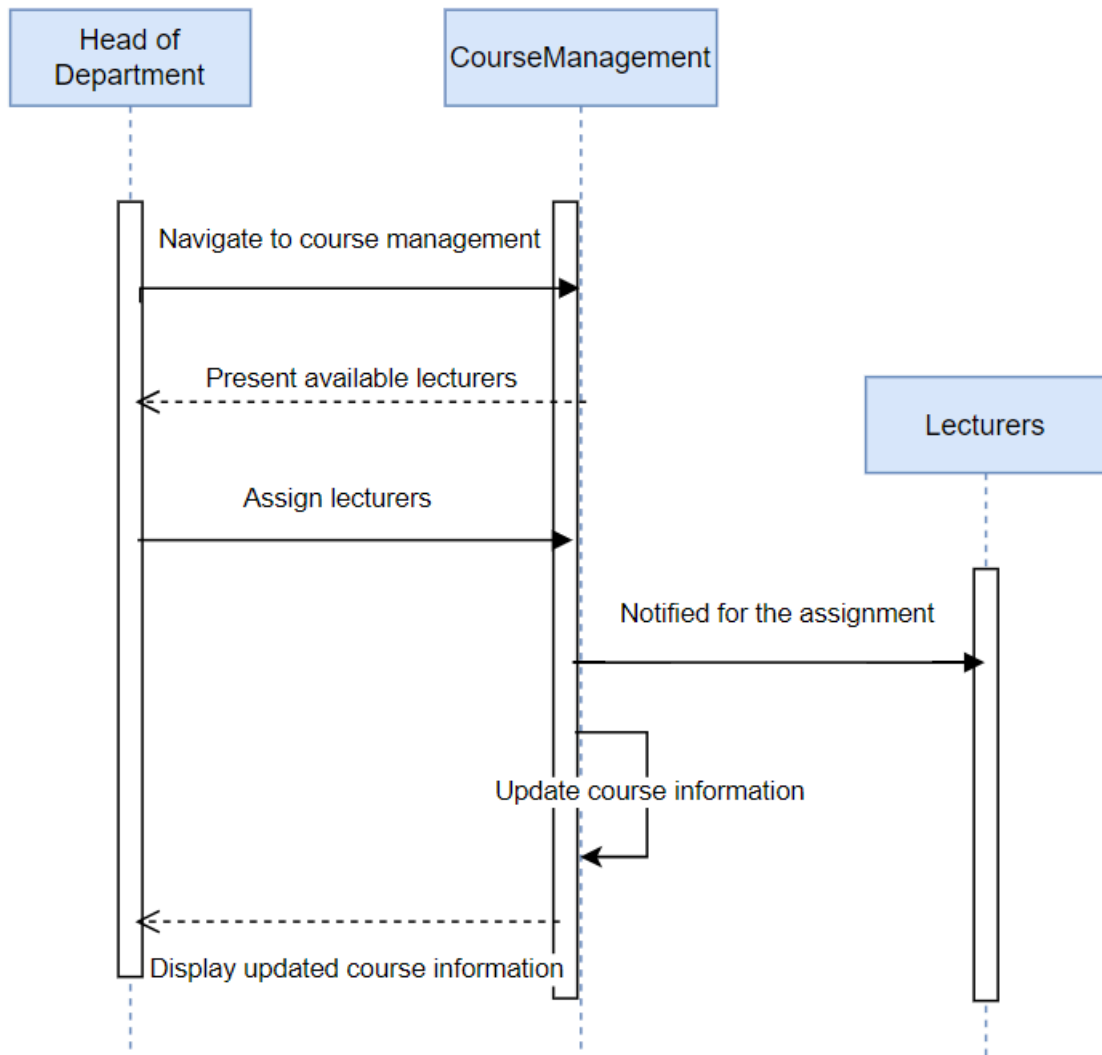 Head of
Department
CourseManagement
Navigate to course management
Present available lecturers
Lecturers
Assign lecturers
Notified for the assignment
Update course information
Display updated course information